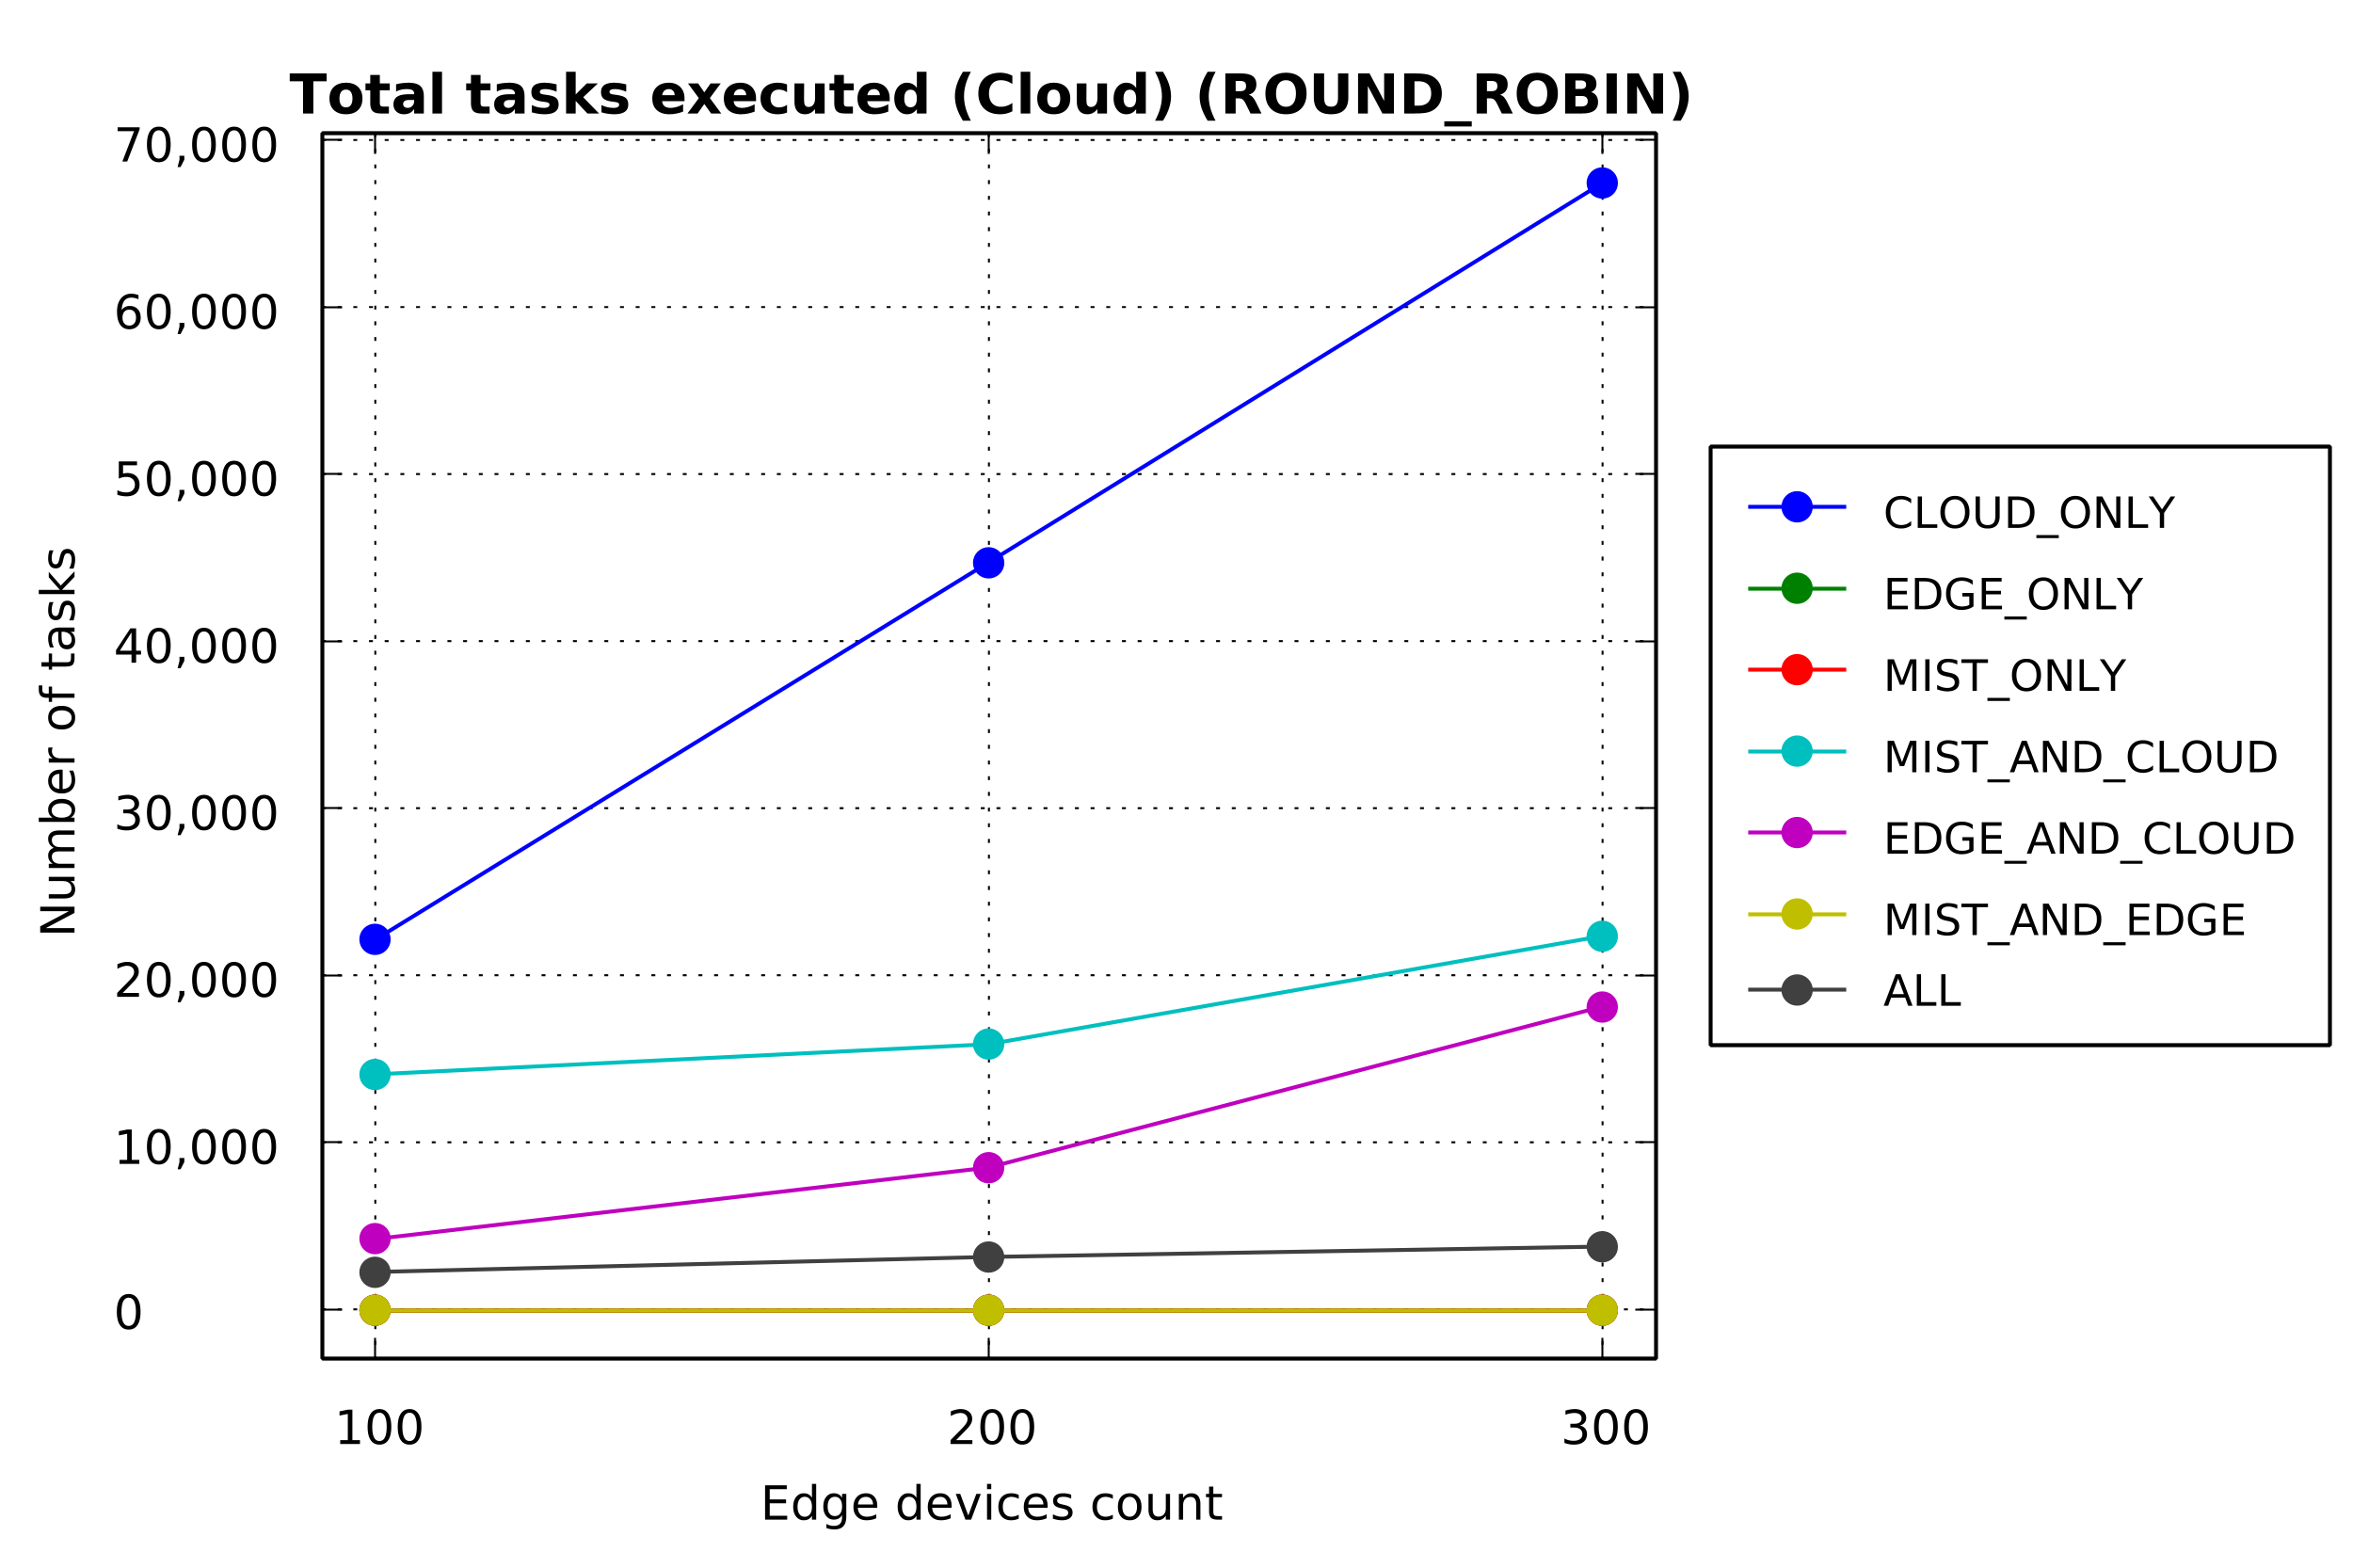 Total tasks executed (Cloud) (ROUND_ROBIN)
70,000
60,000
50,000
40,000
30,000
20,000
10,000
0
Number of tasks
100
200
300
Edge devices count
CLOUD_ONLY
EDGE_ONLY
MIST_ONLY
MIST_AND_CLOUD
EDGE_AND_CLOUD
MIST_AND_EDGE
ALL